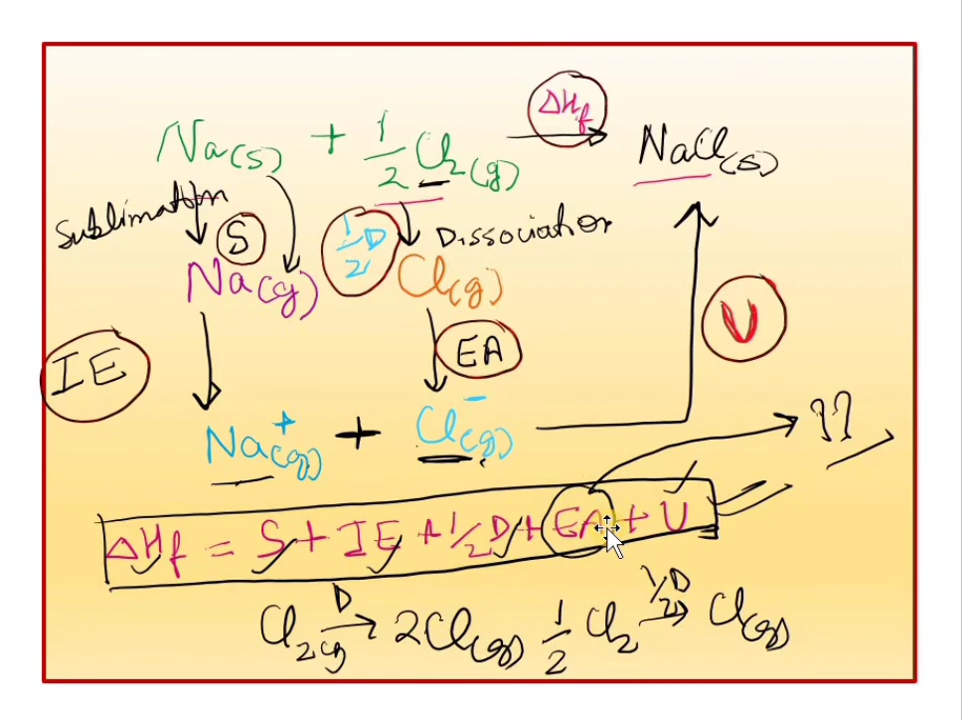 ΔHf
Na(s) + 1/2 Cl2(g) → NaCl(s)
Sublimation S 1/2 D Dissociation
Na(g) Cl(g)
IE EA U
Na+(g) + Cl-(g) → ??
ΔHf = S + IE + 1/2 D + EA + U
Cl2(g) D→ 2Cl(g) 1/2 Cl2 1/2D→ Cl(g)